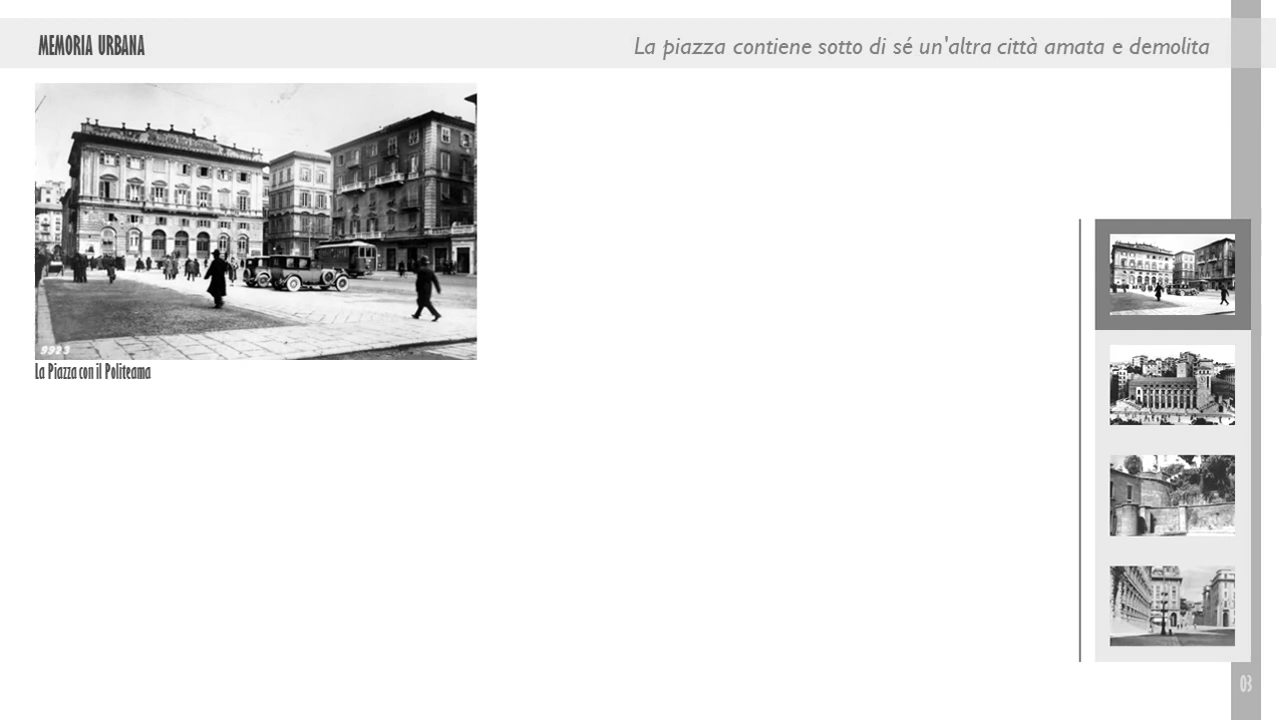 MEMORIA URBANA
La piazza contiene sotto di sé un'altra città amata e demolita
9923
La Piazza con il Politeama
03